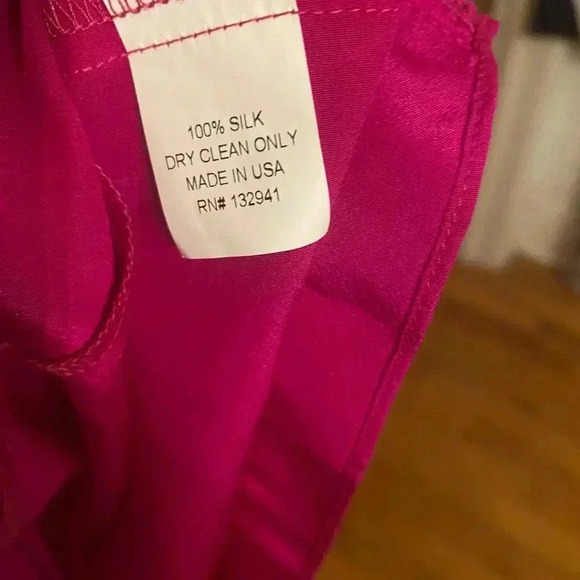 100% SILK
DRY CLEAN ONLY
MADE IN USA
RN# 132941